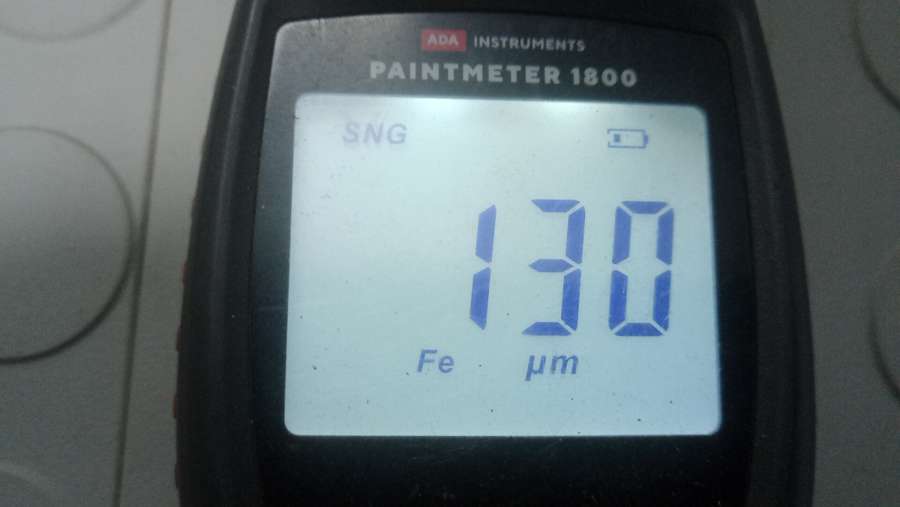 ADA INSTRUMENTS
PAINTMETER 1800
SNG
130
Fe µm